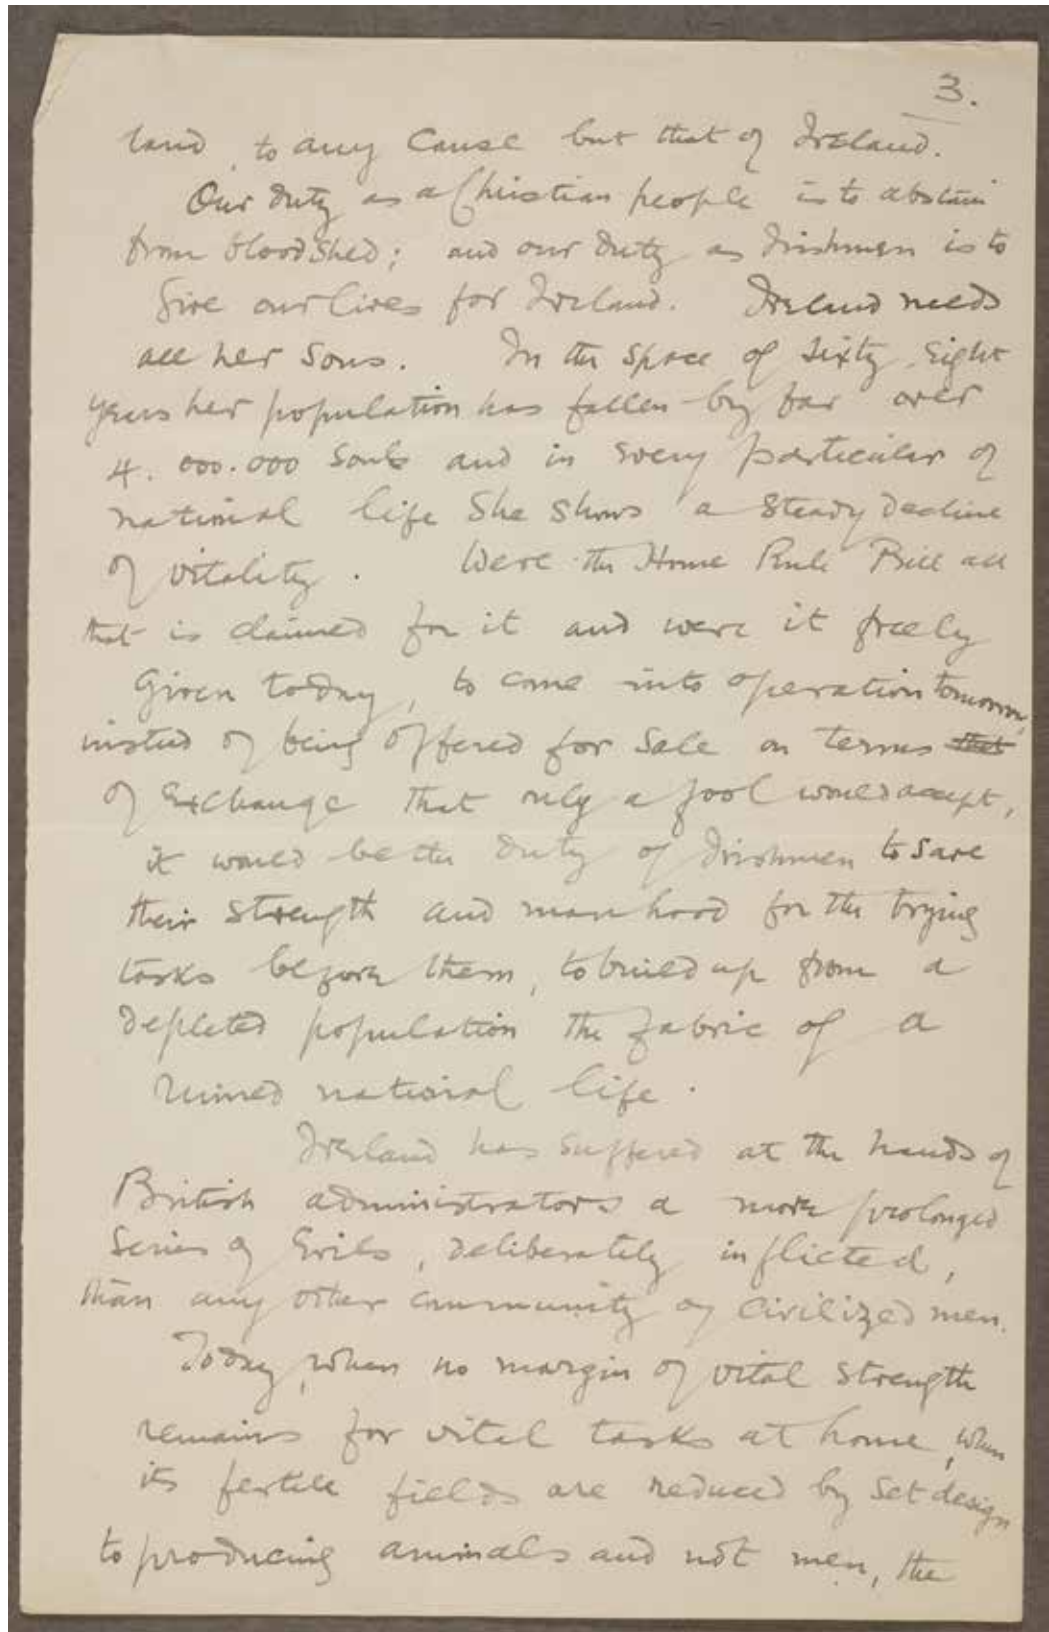 3.
land, to any Cause but that of Ireland.
Our duty as a Christian people is to abstain
from bloodshed; and our duty as Irishmen is to
Give our lives for Ireland. Ireland needs
all her Sons. In the Space of Sixty Eight
years her population has fallen by far over
4.000.000 Souls and in every particular of
national life She Shows a Steady Decline
of vitality. Were the Home Rule Bill all
that is claimed for it and were it freely
Given today, to come into operation tomorrow,
instead of being Offered for Sale on terms that
of Exchange that only a fool would accept,
it would be the Duty of Irishmen to Save
their Strength and manhood for the trying
tasks before them, to build up from a
Depleted population the fabric of a
Ruined national life.
Ireland has Suffered at the hands of
British administrators a more prolonged
Series of Evils, deliberately inflicted,
than any other community of Civilized men.
Today, when no margin of vital Strength
remains for vital tasks at home, when
its fertile fields are reduced by Set design
to producing animals and not men, the